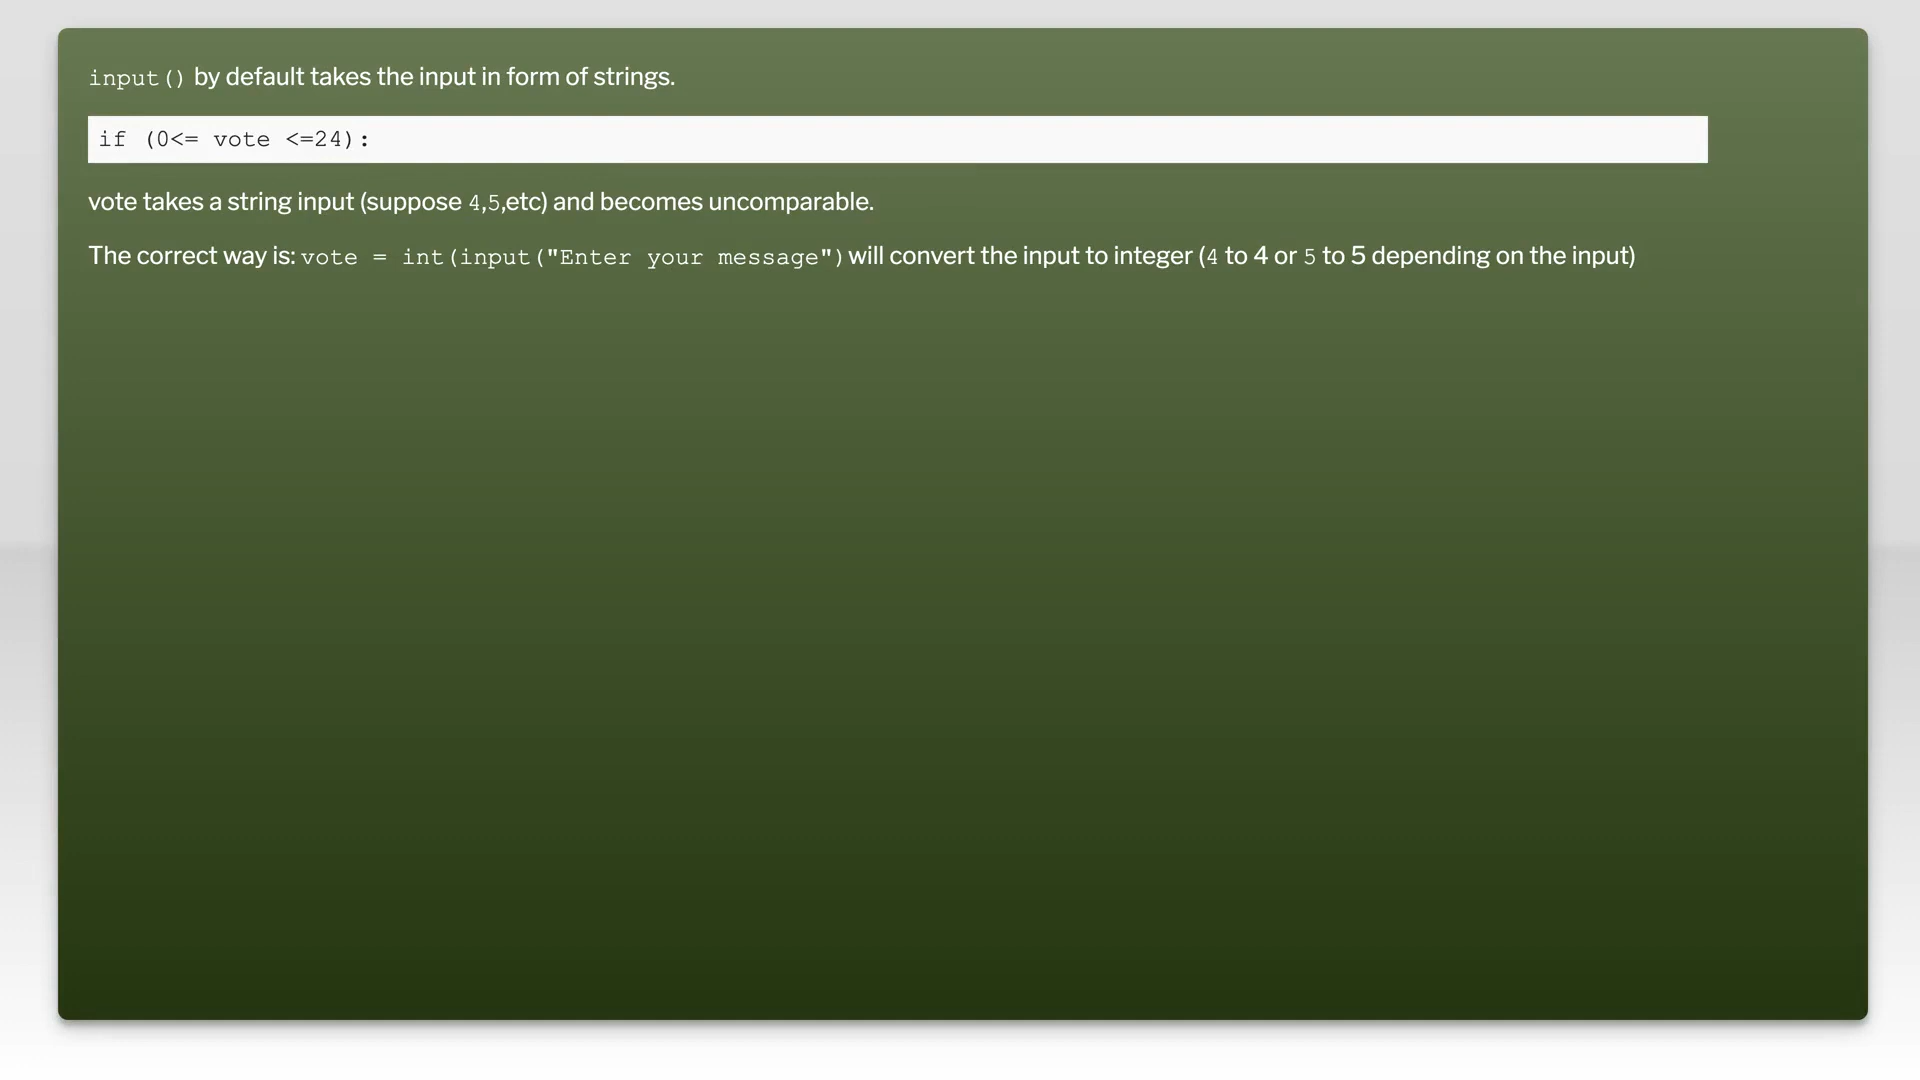 input() by default takes the input in form of strings.
if (0<= vote <=24):
vote takes a string input (suppose 4,5,etc) and becomes uncomparable.
The correct way is: vote = int(input("Enter your message") will convert the input to integer (4 to 4 or 5 to 5 depending on the input)